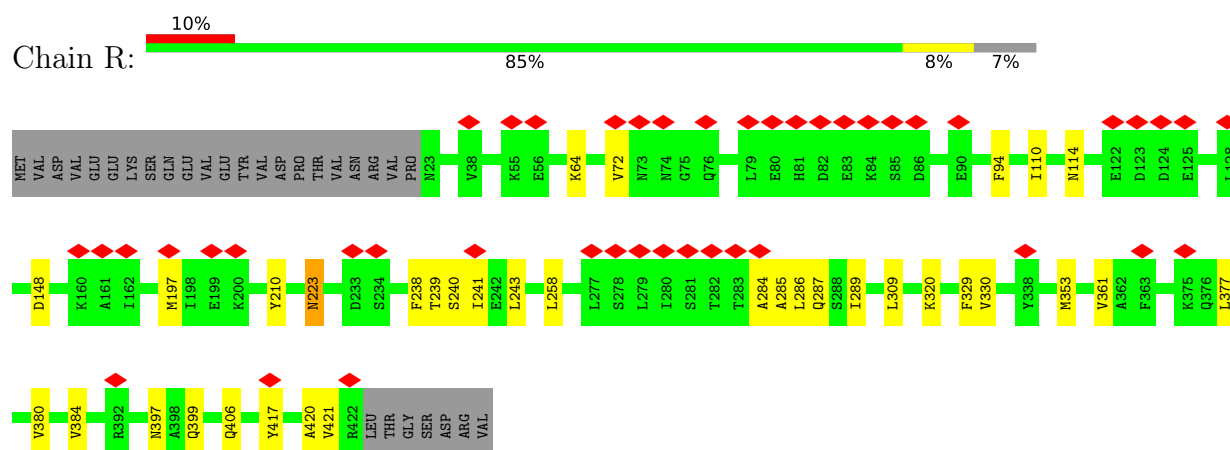 10%
Chain R:
85% 8% 7%
MET VAL ASP VAL GLU GLU LYS SER GLN GLU VAL GLU TYR VAL ASP PRO THR VAL ASN ARG VAL PRO N23 V38 K55 E56 K64 V72 N73 N74 G75 Q76 L79 E80 H81 D82 E83 K84 S85 D86 E90 F94 I110 N114 E122 D123 D124 E125 L128
D148 K160 A161 I162 M197 I198 E199 K200 Y210 N223 D233 S234 F238 T239 S240 I241 E242 L243 L258 L277 S278 L279 I280 S281 T282 T283 A284 A285 L286 Q287 S288 I289 L309 K320 F329 V330 Y338 M353 V361 A362 F363 K375 Q376 L377
V380 V384 R392 N397 A398 Q399 Q406 Y417 A420 V421 R422 LEU THR GLY SER ASP ARG VAL